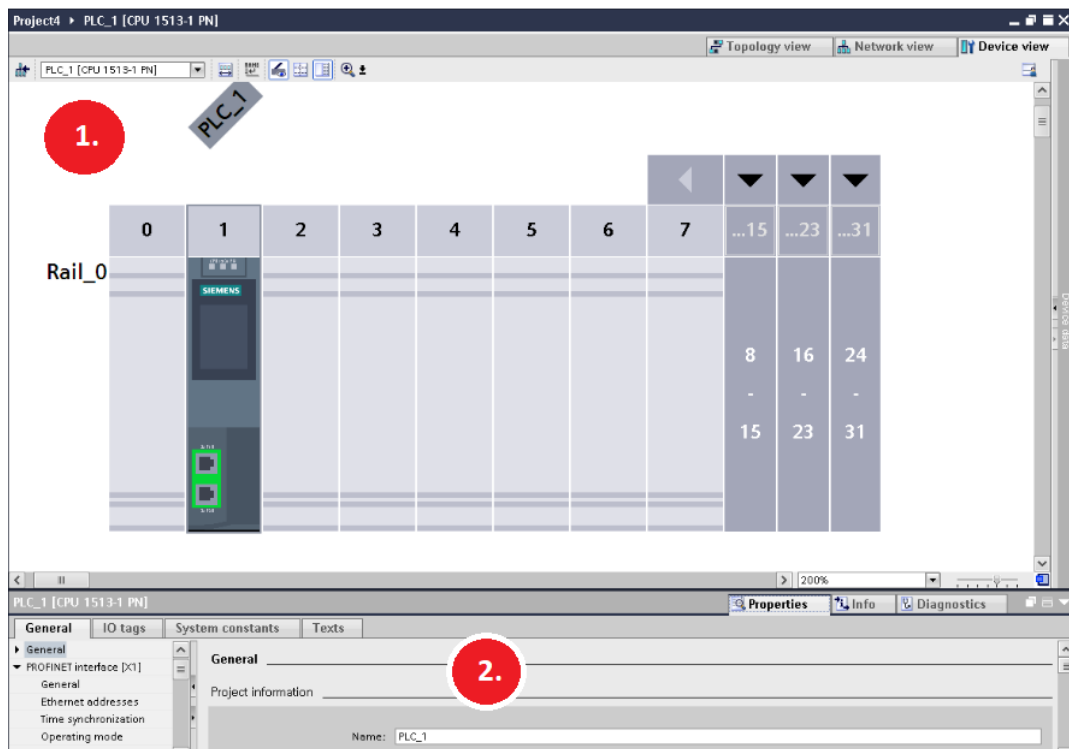 Project4 ▸ PLC_1 [CPU 1513-1 PN]
Topology view Network view Device view
PLC_1 [CPU 1513-1 PN]
1.
PLC_1
0 1 2 3 4 5 6 7 ...15 ...23 ...31
Rail_0
SIEMENS
8 16 24
- - -
15 23 31
Device data
200%
PLC_1 [CPU 1513-1 PN]
Properties Info Diagnostics
General IO tags System constants Texts
General
PROFINET interface [X1]
General
Ethernet addresses
Time synchronization
Operating mode
General
2.
Project information
Name: PLC_1